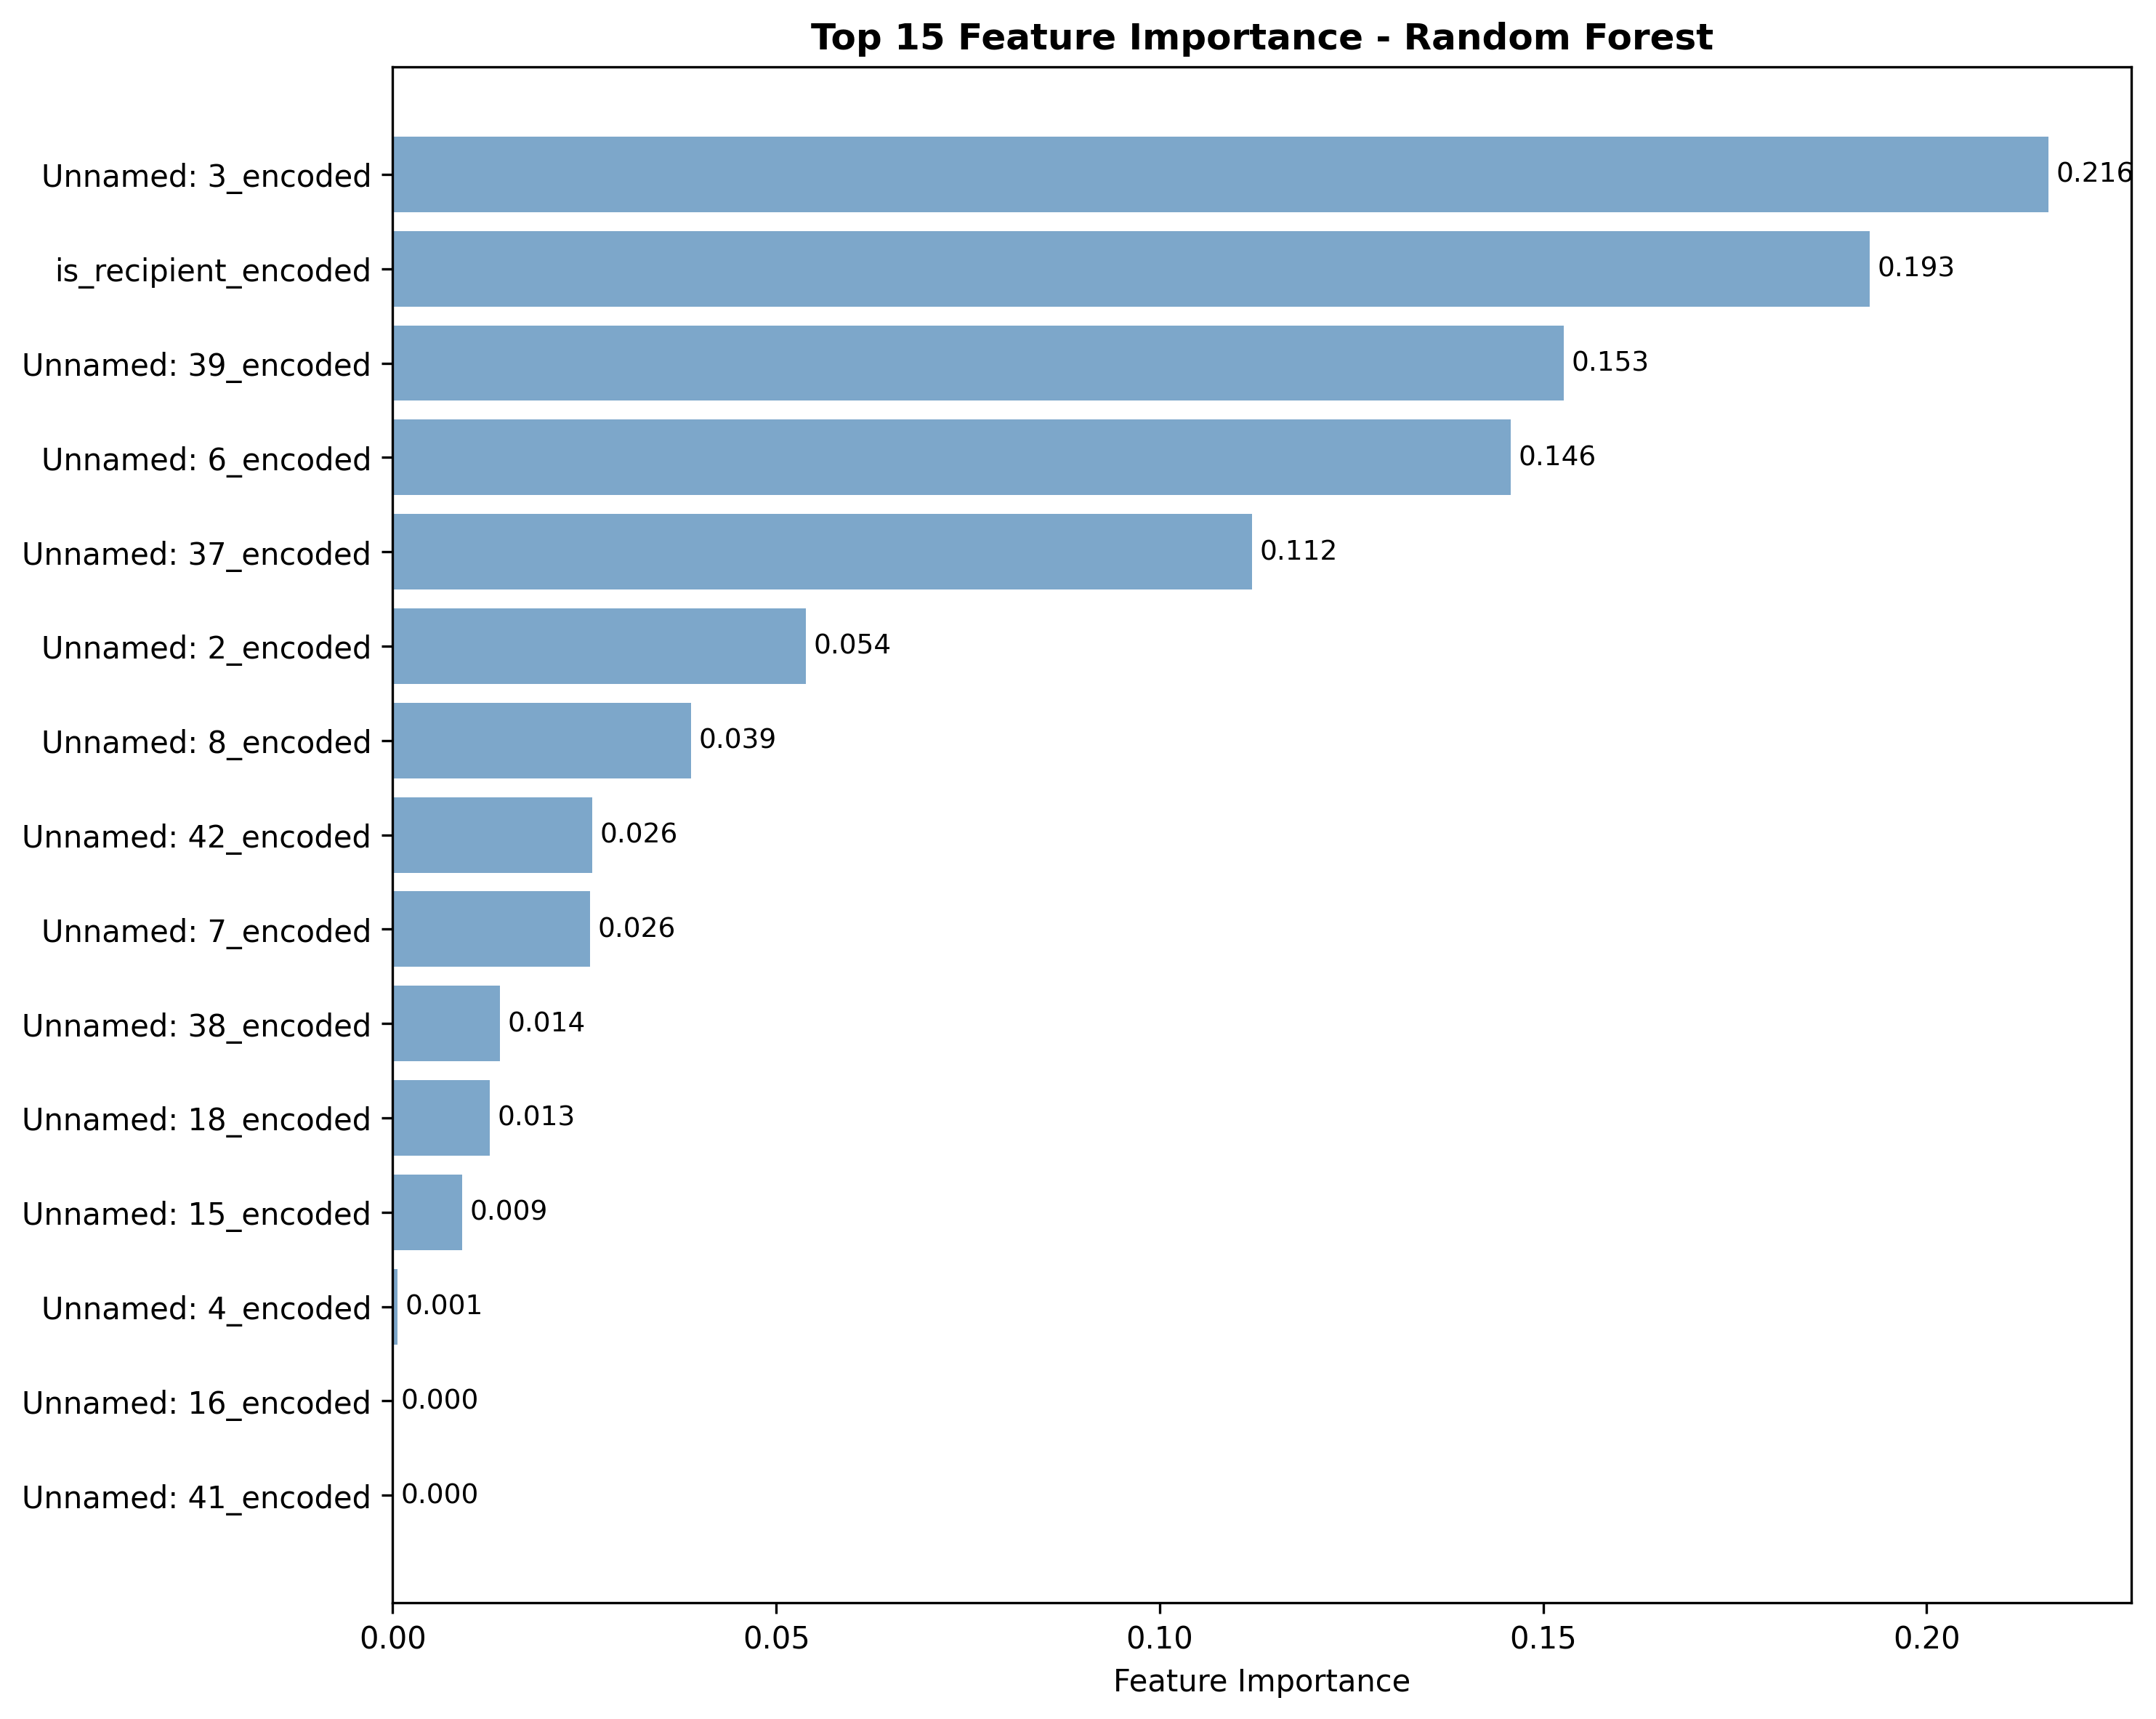 Top 15 Feature Importance - Random Forest
Unnamed: 3_encoded 0.216
is_recipient_encoded 0.193
Unnamed: 39_encoded 0.153
Unnamed: 6_encoded 0.146
Unnamed: 37_encoded 0.112
Unnamed: 2_encoded 0.054
Unnamed: 8_encoded 0.039
Unnamed: 42_encoded 0.026
Unnamed: 7_encoded 0.026
Unnamed: 38_encoded 0.014
Unnamed: 18_encoded 0.013
Unnamed: 15_encoded 0.009
Unnamed: 4_encoded 0.001
Unnamed: 16_encoded 0.000
Unnamed: 41_encoded 0.000
0.00 0.05 0.10 0.15 0.20
Feature Importance